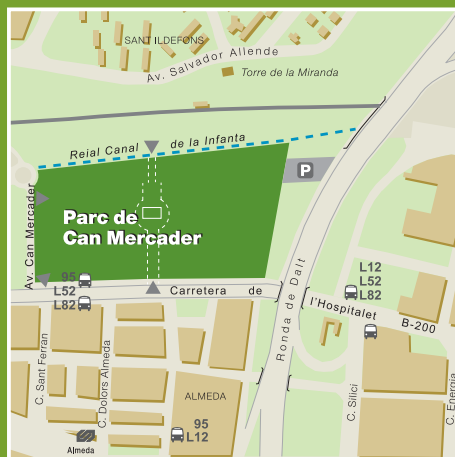 SANT ILDEFONS
Av. Salvador Allende
Torre de la Miranda
Reial Canal de la Infanta
P
Av. Can Mercader
Parc de
Can Mercader
95
L52
L82
Carretera de l'Hospitalet
B-200
Ronda de Dalt
L12
L52
L82
C. Sant Ferran
C. Dolors Almeda
ALMEDA
95
L12
Almeda
C. Silici
C. Energia